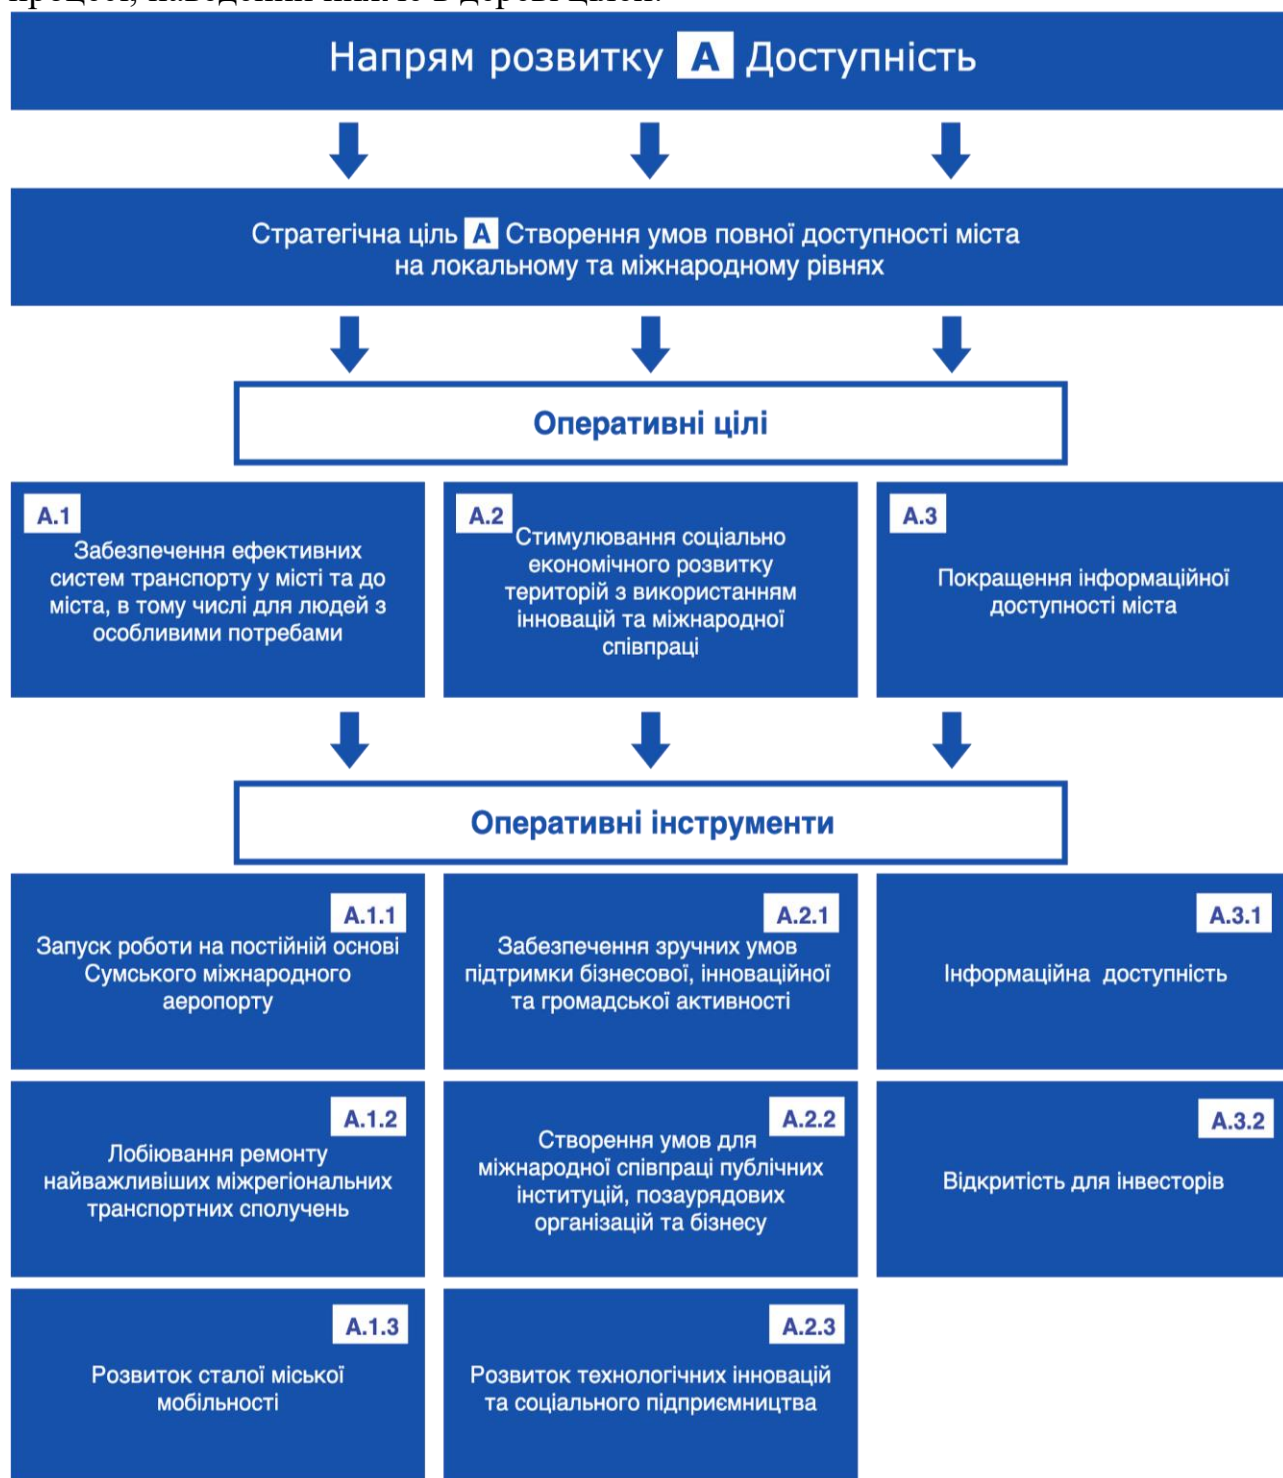 процесі, наведений нижче в дереві цілей.
Напрям розвитку A Доступність
Стратегічна ціль A Створення умов повної доступності міста
на локальному та міжнародному рівнях
Оперативні цілі
A.1
Забезпечення ефективних
систем транспорту у місті та до
міста, в тому числі для людей з
особливими потребами
A.2
Стимулювання соціально
економічного розвитку
територій з використанням
інновацій та міжнародної
співпраці
A.3
Покращення інформаційної
доступності міста
Оперативні інструменти
A.1.1
Запуск роботи на постійній основі
Сумського міжнародного
аеропорту
A.2.1
Забезпечення зручних умов
підтримки бізнесової, інноваційної
та громадської активності
A.3.1
Інформаційна доступність
A.1.2
Лобіювання ремонту
найважливіших міжрегіональних
транспортних сполучень
A.2.2
Створення умов для
міжнародної співпраці публічних
інституцій, позаурядових
організацій та бізнесу
A.3.2
Відкритість для інвесторів
A.1.3
Розвиток сталої міської
мобільності
A.2.3
Розвиток технологічних інновацій
та соціального підприємництва